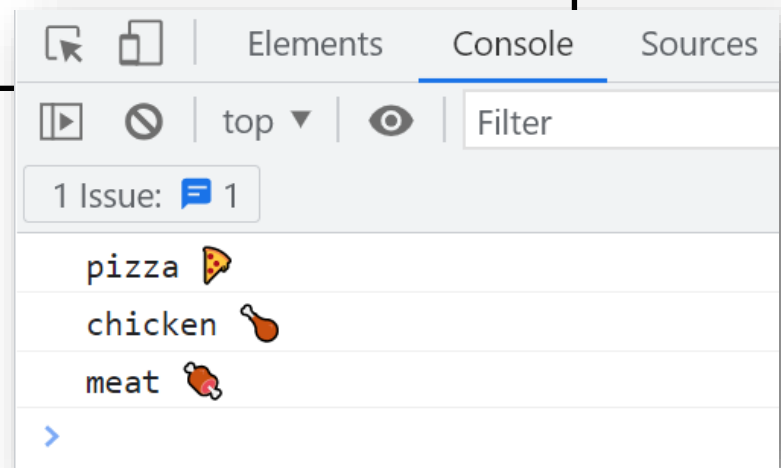 Elements Console Sources
top ▼ Filter
1 Issue: 1
pizza 🍕
chicken 🍗
meat 🍖
>